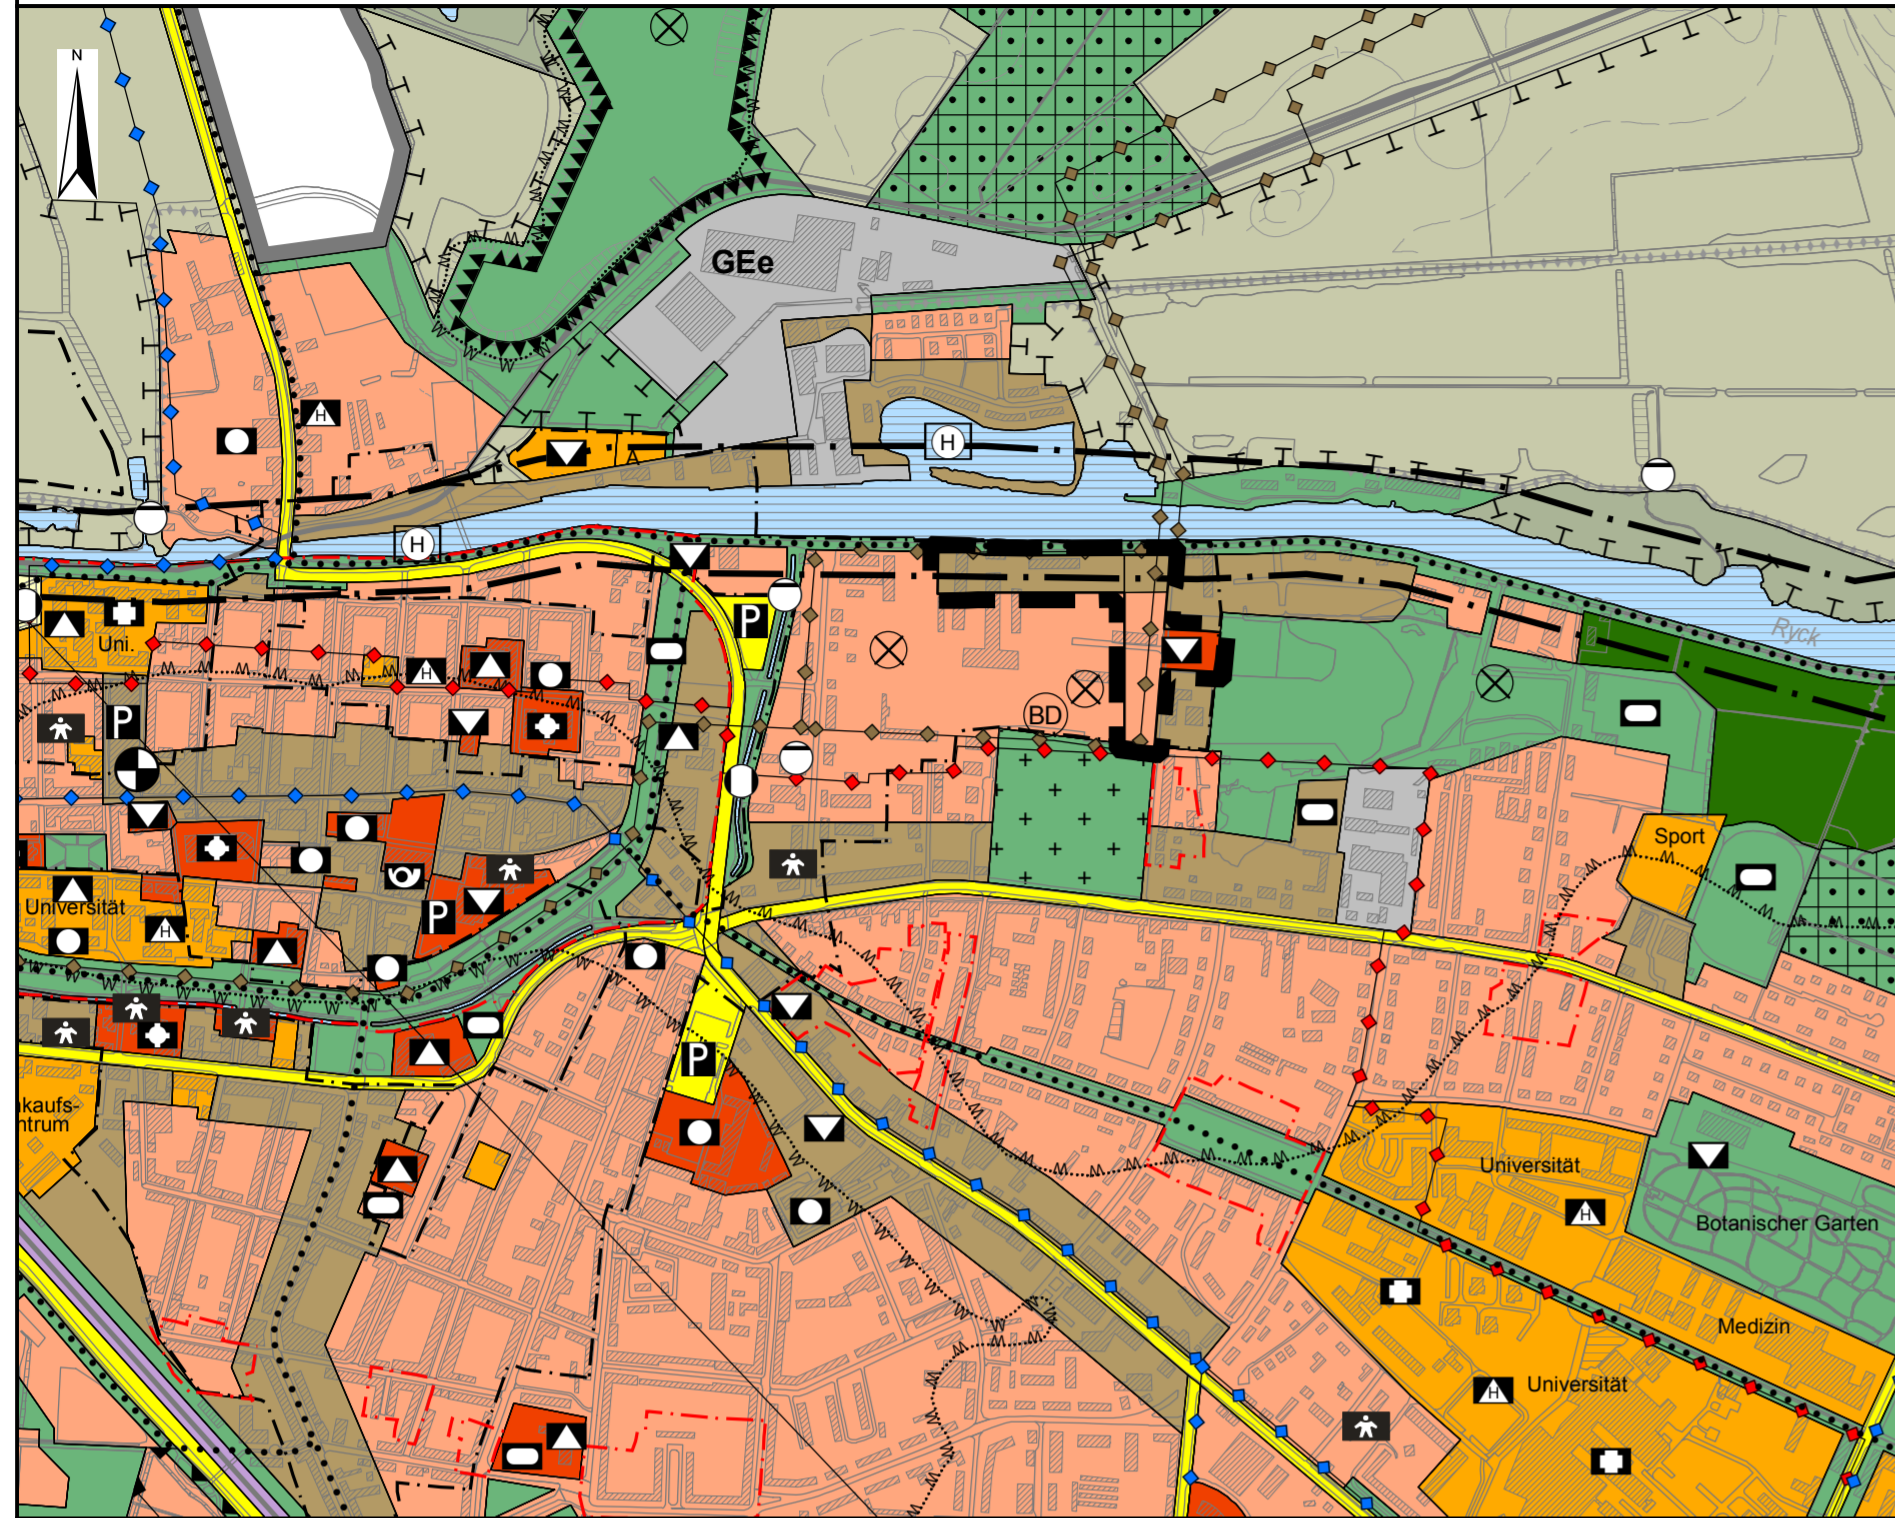 N
GEe
H
H
H
A
Ryck
Uni.
P
H
P
BD
Sport
Universität
H
P
P
kaufs-
ntrum
Universität
H
Botanischer Garten
Medizin
H
Universität